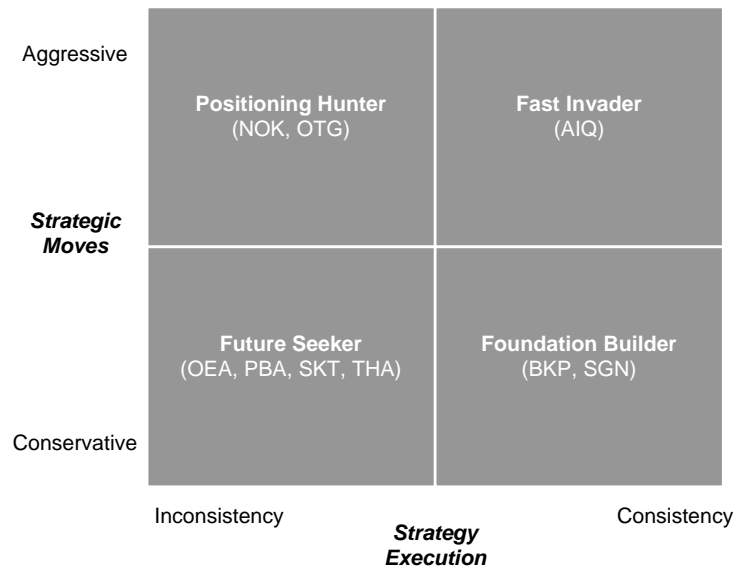 Aggressive
Positioning Hunter
(NOK, OTG)
Fast Invader
(AIQ)
Strategic
Moves
Future Seeker
(OEA, PBA, SKT, THA)
Foundation Builder
(BKP, SGN)
Conservative
Inconsistency
Strategy
Execution
Consistency